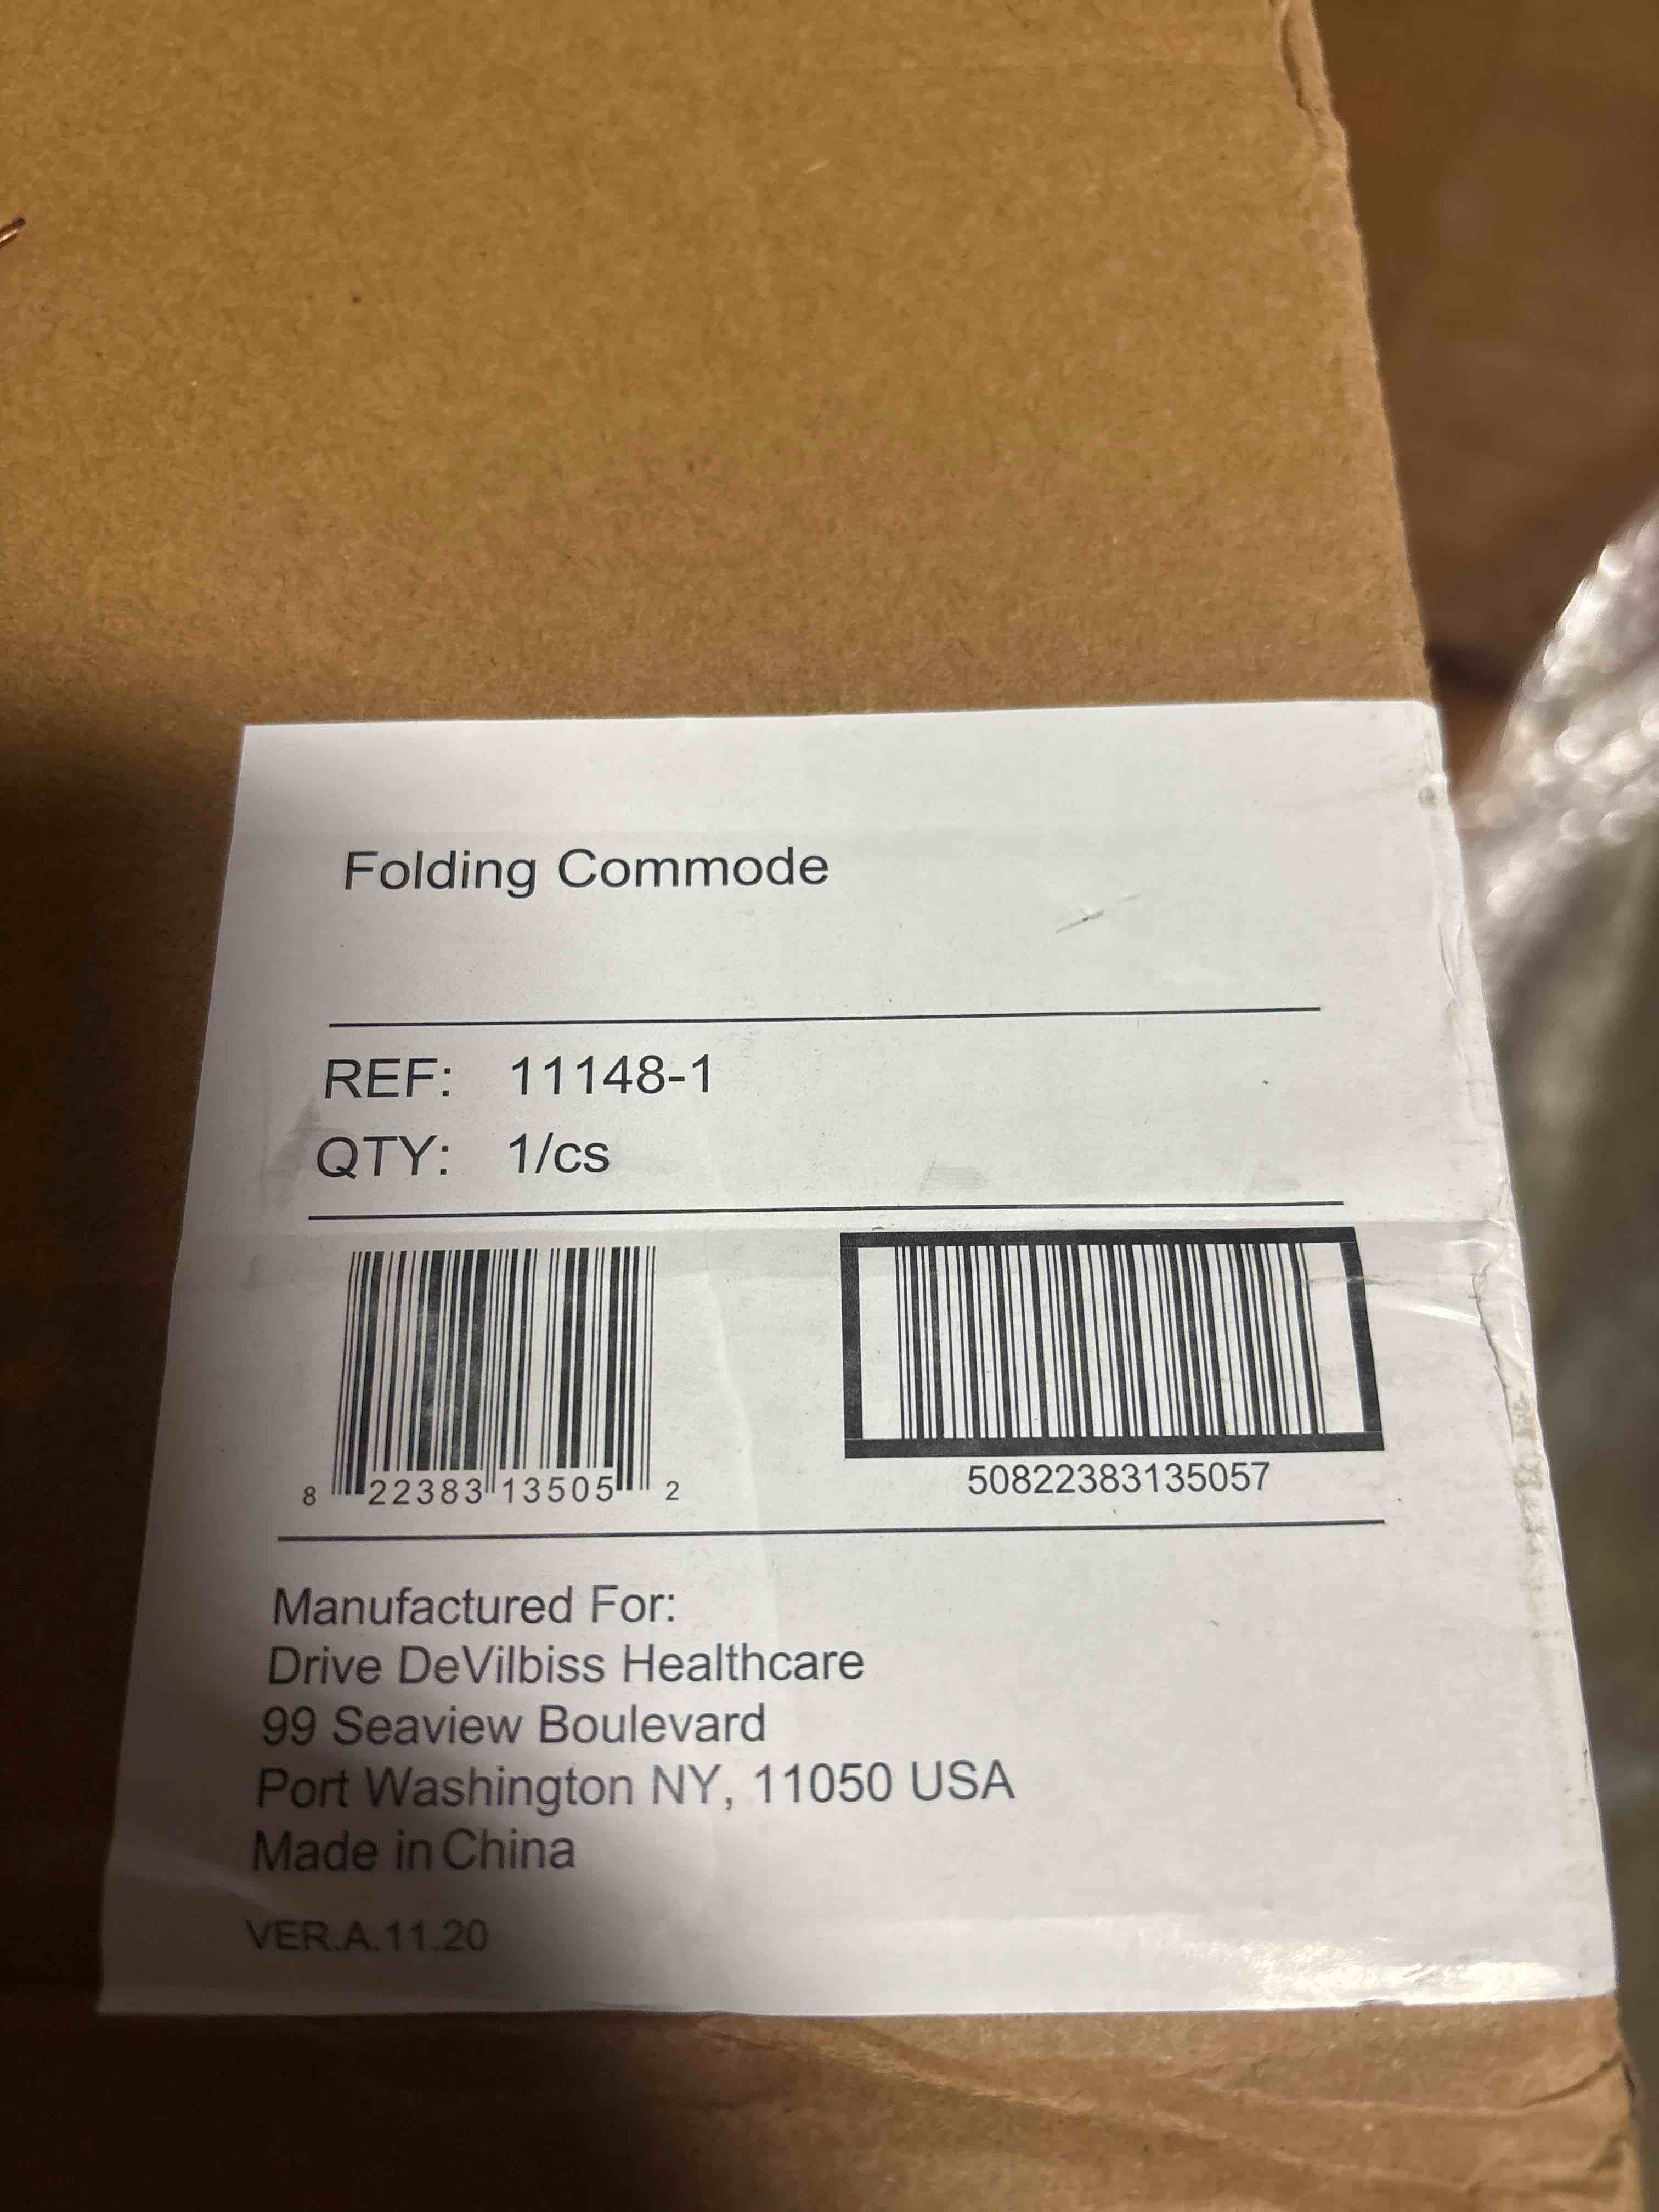 Folding Commode
REF: 11148-1
QTY: 1/cs
8 22383 13505 2
50822383135057
Manufactured For:
Drive DeVilbiss Healthcare
99 Seaview Boulevard
Port Washington NY, 11050 USA
Made in China
VER.A.11.20